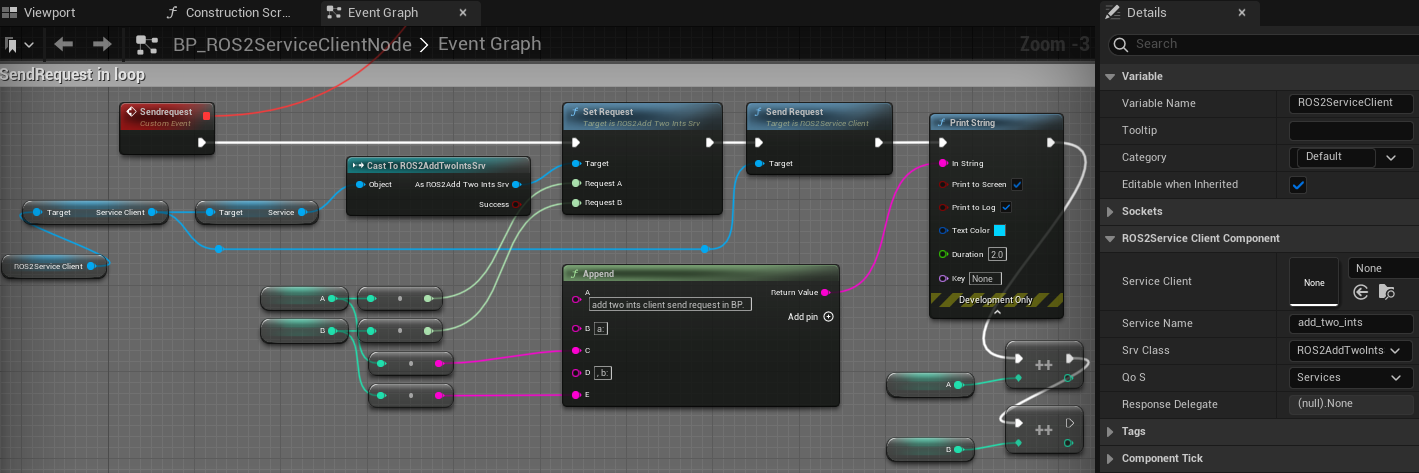 Viewport
Construction Scr...
Event Graph
BP_ROS2ServiceClientNode > Event Graph
Zoom -3
SendRequest in loop
Sendrequest
Custom Event
Cast To ROS2AddTwoIntsSrv
Object
As ROS2Add Two Ints Srv
Success
Target
Service Client
Target
Service
ROS2Service Client
Set Request
Target is ROS2Add Two Ints Srv
Target
Request A
Request B
Send Request
Target is ROS2Service Client
Target
Print String
In String
Print to Screen
Print to Log
Text Color
Duration 2.0
Key None
Development Only
A
B
Append
A
add two ints client send request in BP.
Return Value
Add pin
B a:
C
D , b:
E
A
++
B
++
Details
Search
Variable
Variable Name ROS2ServiceClient
Tooltip
Category Default
Editable when Inherited
Sockets
ROS2Service Client Component
Service Client None None
Service Name add_two_ints
Srv Class ROS2AddTwoInts
Qo S Services
Response Delegate (null).None
Tags
Component Tick